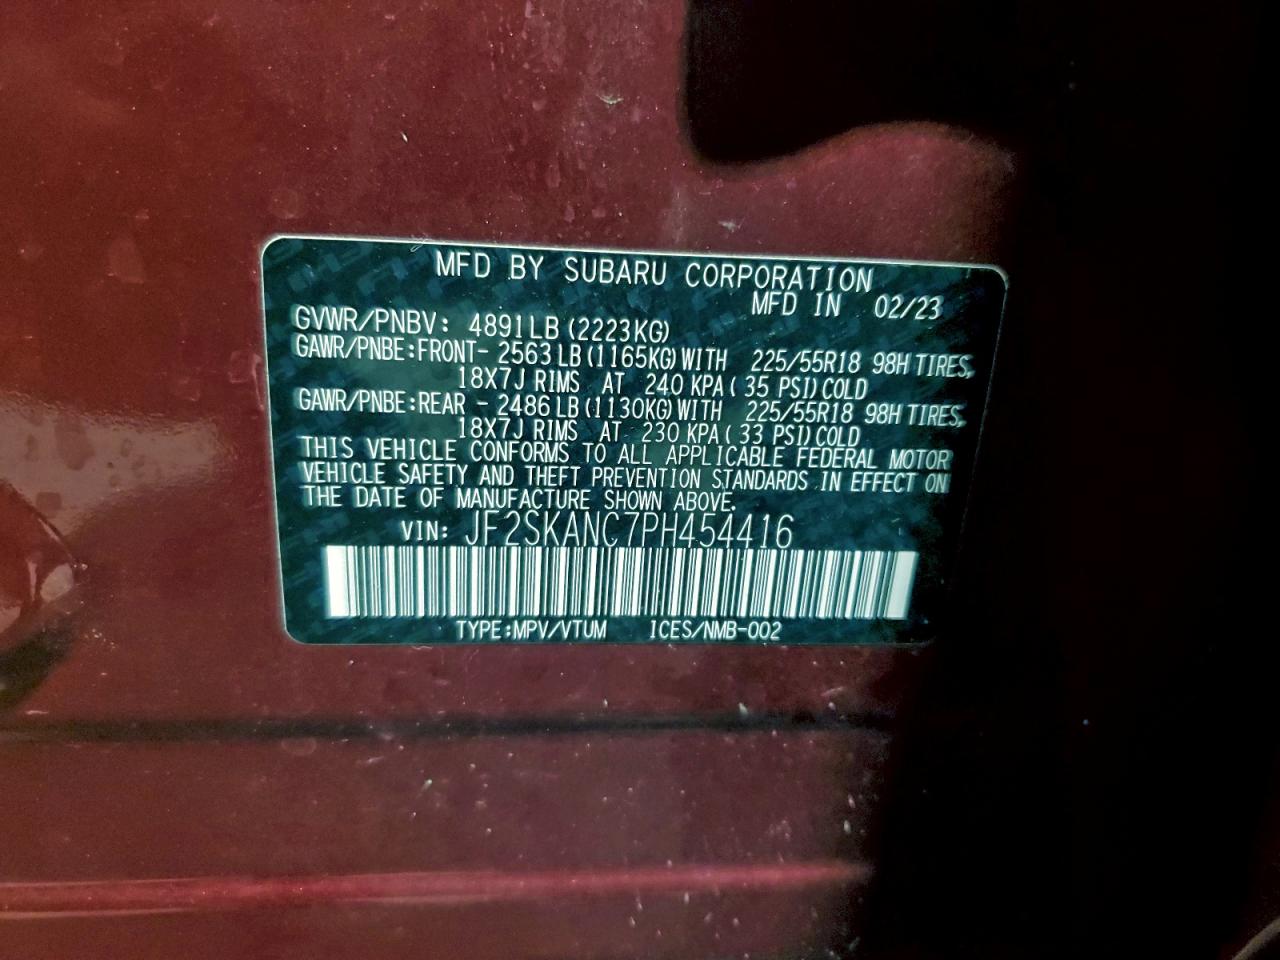 MFD BY SUBARU CORPORATION
MFD IN 02/23
GVWR/PNBV: 4891LB (2223KG)
GAWR/PNBE:FRONT- 2563LB (1165KG) WITH 225/55R18 98H TIRES,
18X7J RIMS AT 240 KPA ( 35 PSI) COLD
GAWR/PNBE:REAR - 2486LB (1130KG) WITH 225/55R18 98H TIRES,
18X7J RIMS AT 230 KPA ( 33 PSI) COLD
THIS VEHICLE CONFORMS TO ALL APPLICABLE FEDERAL MOTOR
VEHICLE SAFETY AND THEFT PREVENTION STANDARDS IN EFFECT ON
THE DATE OF MANUFACTURE SHOWN ABOVE.
VIN: JF2SKANC7PH454416
TYPE:MPV/VTUM ICES/NMB-002